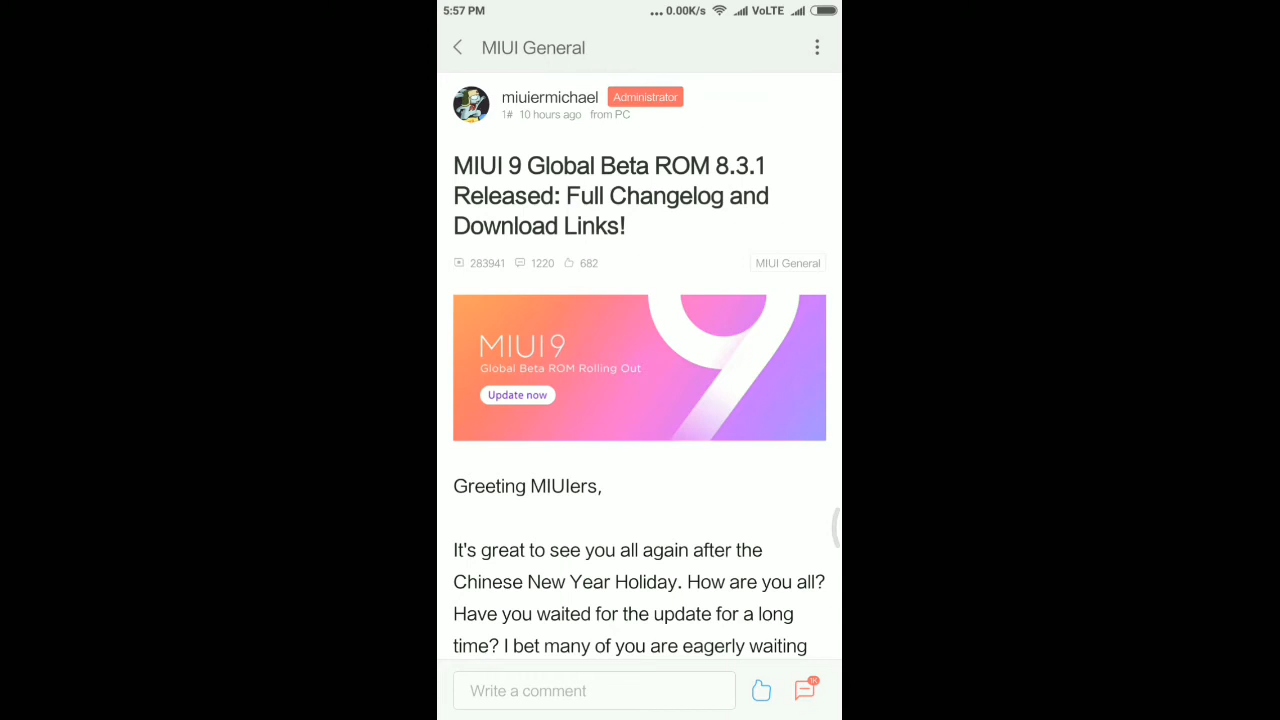 5:57 PM
... 0.00K/s VoLTE
MIUI General
miuiermichael Administrator
1# 10 hours ago from PC
MIUI 9 Global Beta ROM 8.3.1
Released: Full Changelog and
Download Links!
283941 1220 682 MIUI General
MIUI 9
Global Beta ROM Rolling Out
Update now
Greeting MIUIers,
It's great to see you all again after the
Chinese New Year Holiday. How are you all?
Have you waited for the update for a long
time? I bet many of you are eagerly waiting
Write a comment
1K